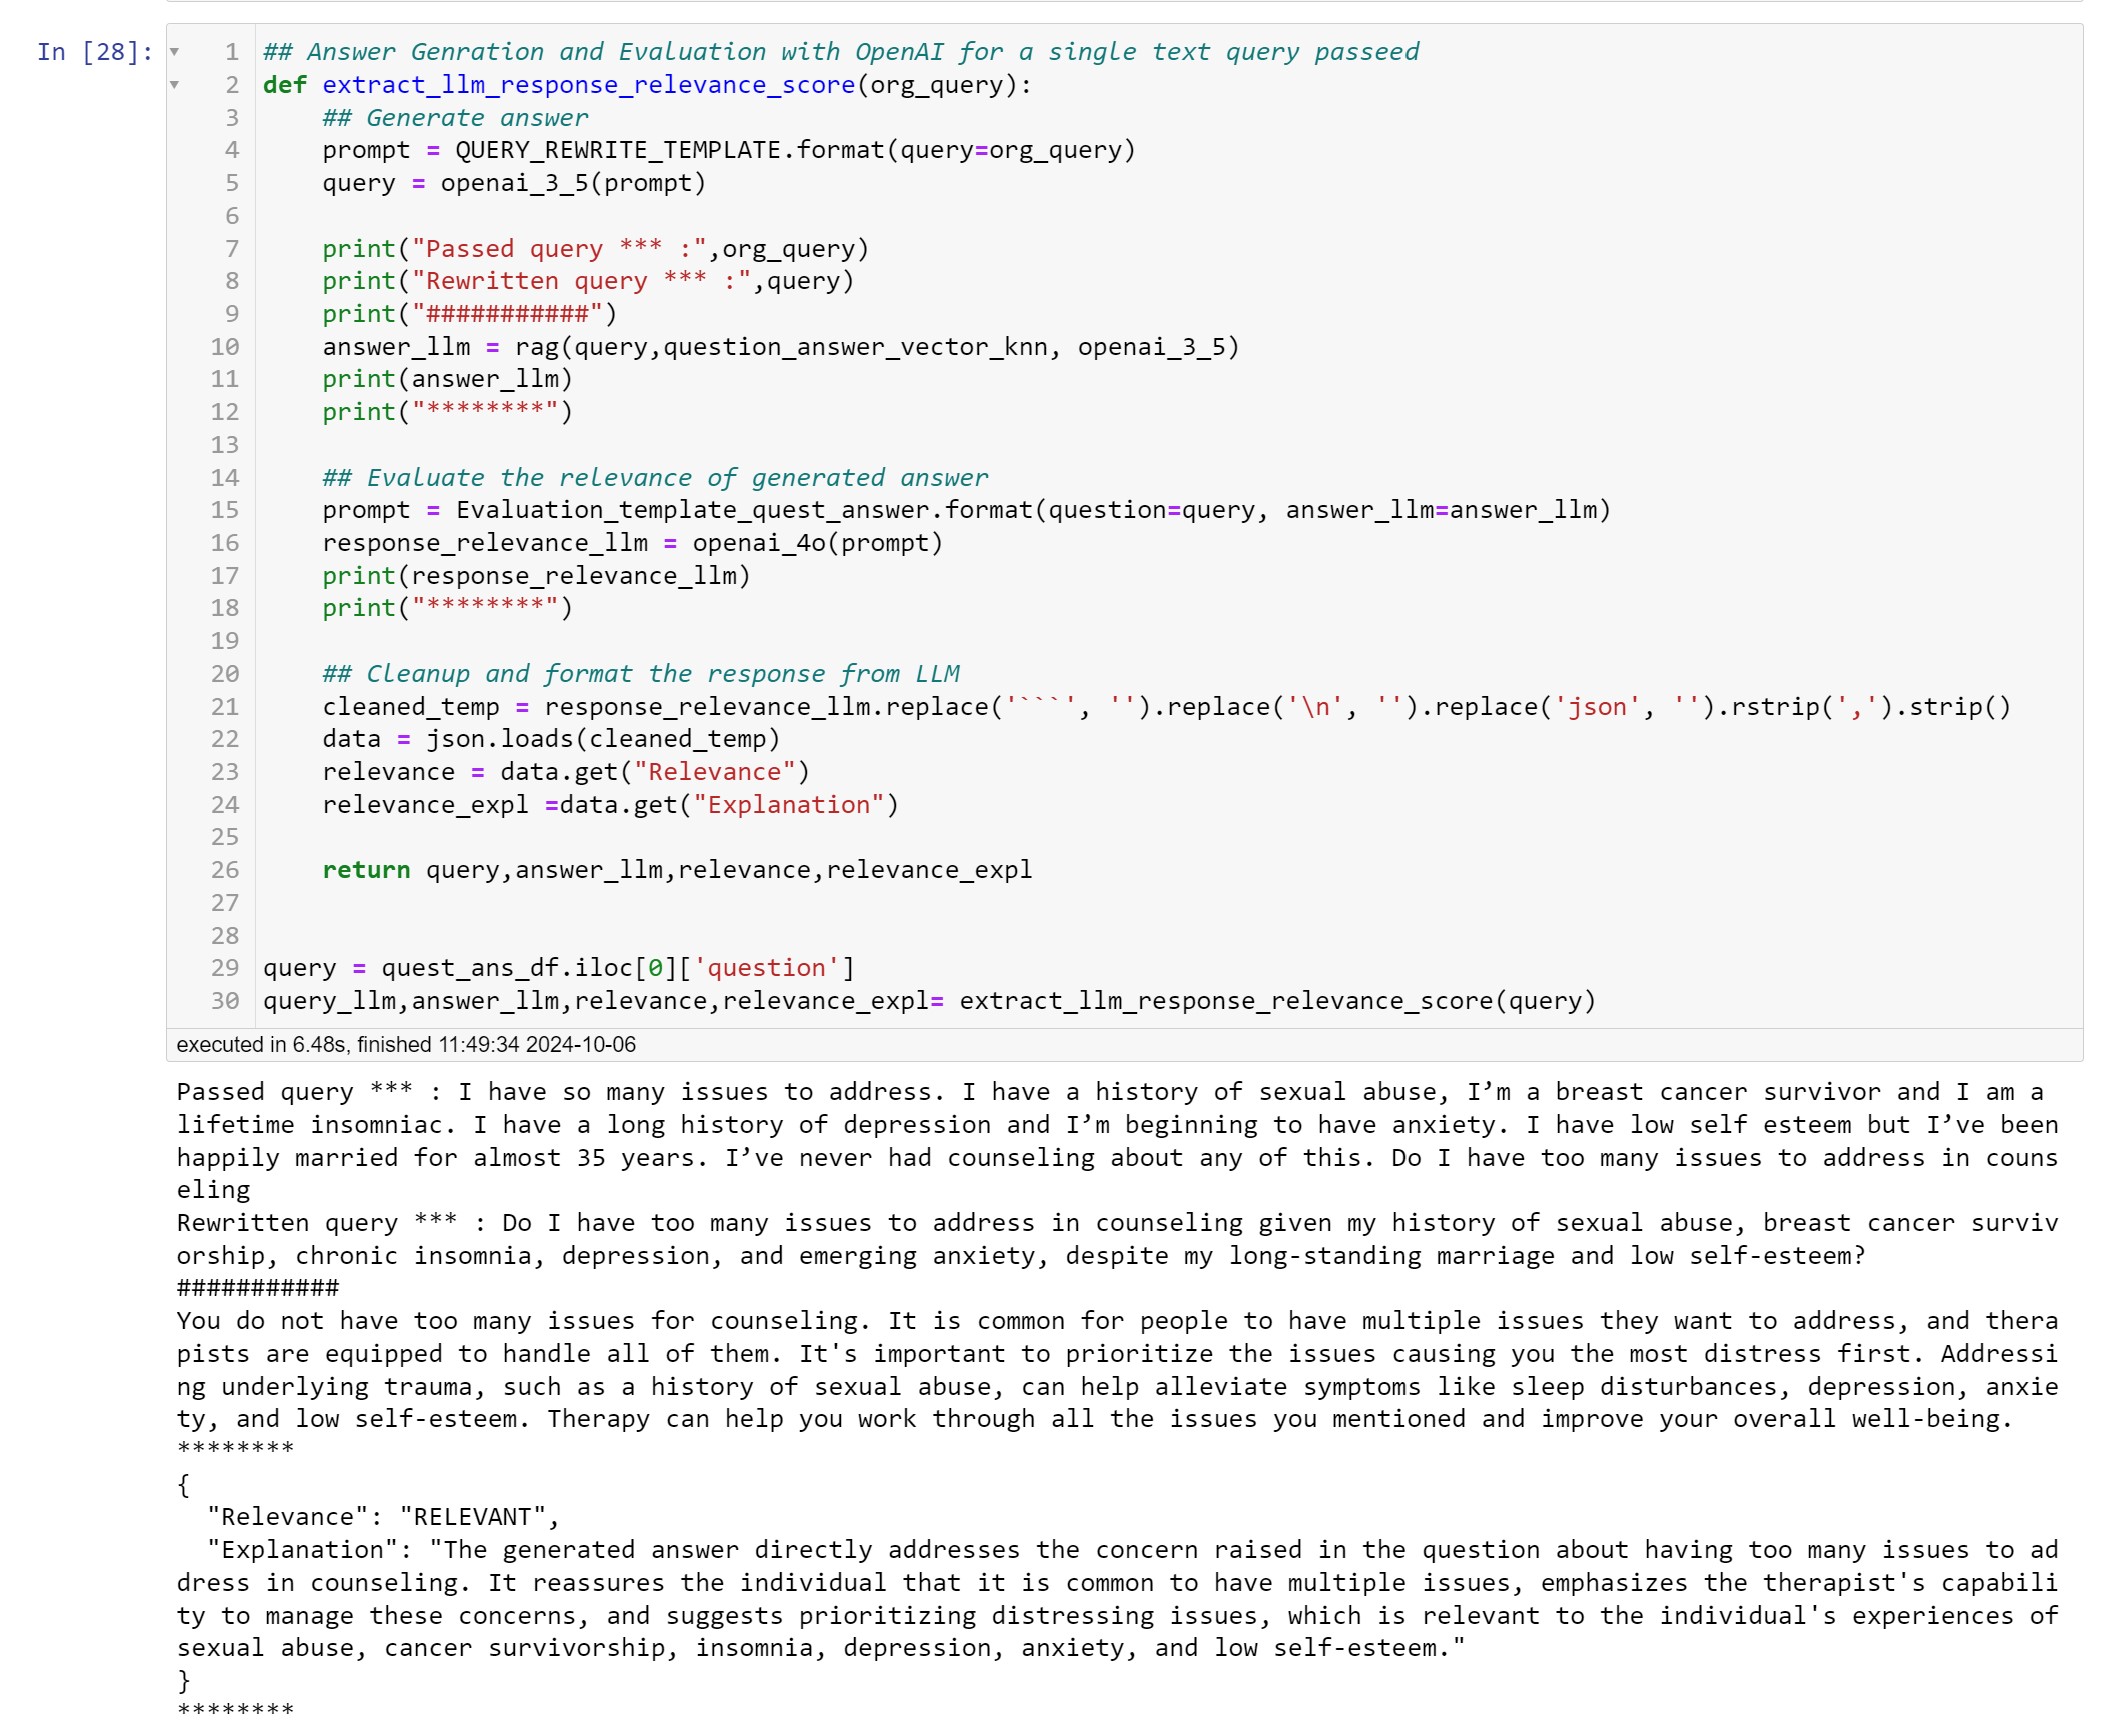 In [28]:
1 ## Answer Genration and Evaluation with OpenAI for a single text query passeed
2 def extract_llm_response_relevance_score(org_query):
3     ## Generate answer
4     prompt = QUERY_REWRITE_TEMPLATE.format(query=org_query)
5     query = openai_3_5(prompt)
6
7     print("Passed query *** :",org_query)
8     print("Rewritten query *** :",query)
9     print("###########")
10     answer_llm = rag(query,question_answer_vector_knn, openai_3_5)
11     print(answer_llm)
12     print("********")
13
14     ## Evaluate the relevance of generated answer
15     prompt = Evaluation_template_quest_answer.format(question=query, answer_llm=answer_llm)
16     response_relevance_llm = openai_4o(prompt)
17     print(response_relevance_llm)
18     print("********")
19
20     ## Cleanup and format the response from LLM
21     cleaned_temp = response_relevance_llm.replace('```', '').replace('\n', '').replace('json', '').rstrip(',').strip()
22     data = json.loads(cleaned_temp)
23     relevance = data.get("Relevance")
24     relevance_expl =data.get("Explanation")
25
26     return query,answer_llm,relevance,relevance_expl
27
28
29 query = quest_ans_df.iloc[0]['question']
30 query_llm,answer_llm,relevance,relevance_expl= extract_llm_response_relevance_score(query)
executed in 6.48s, finished 11:49:34 2024-10-06
Passed query *** : I have so many issues to address. I have a history of sexual abuse, I’m a breast cancer survivor and I am a
lifetime insomniac. I have a long history of depression and I’m beginning to have anxiety. I have low self esteem but I’ve been
happily married for almost 35 years. I’ve never had counseling about any of this. Do I have too many issues to address in couns
eling
Rewritten query *** : Do I have too many issues to address in counseling given my history of sexual abuse, breast cancer surviv
orship, chronic insomnia, depression, and emerging anxiety, despite my long-standing marriage and low self-esteem?
###########
You do not have too many issues for counseling. It is common for people to have multiple issues they want to address, and thera
pists are equipped to handle all of them. It's important to prioritize the issues causing you the most distress first. Addressi
ng underlying trauma, such as a history of sexual abuse, can help alleviate symptoms like sleep disturbances, depression, anxie
ty, and low self-esteem. Therapy can help you work through all the issues you mentioned and improve your overall well-being.
********
{
  "Relevance": "RELEVANT",
  "Explanation": "The generated answer directly addresses the concern raised in the question about having too many issues to ad
dress in counseling. It reassures the individual that it is common to have multiple issues, emphasizes the therapist's capabili
ty to manage these concerns, and suggests prioritizing distressing issues, which is relevant to the individual's experiences of
sexual abuse, cancer survivorship, insomnia, depression, anxiety, and low self-esteem."
}
********